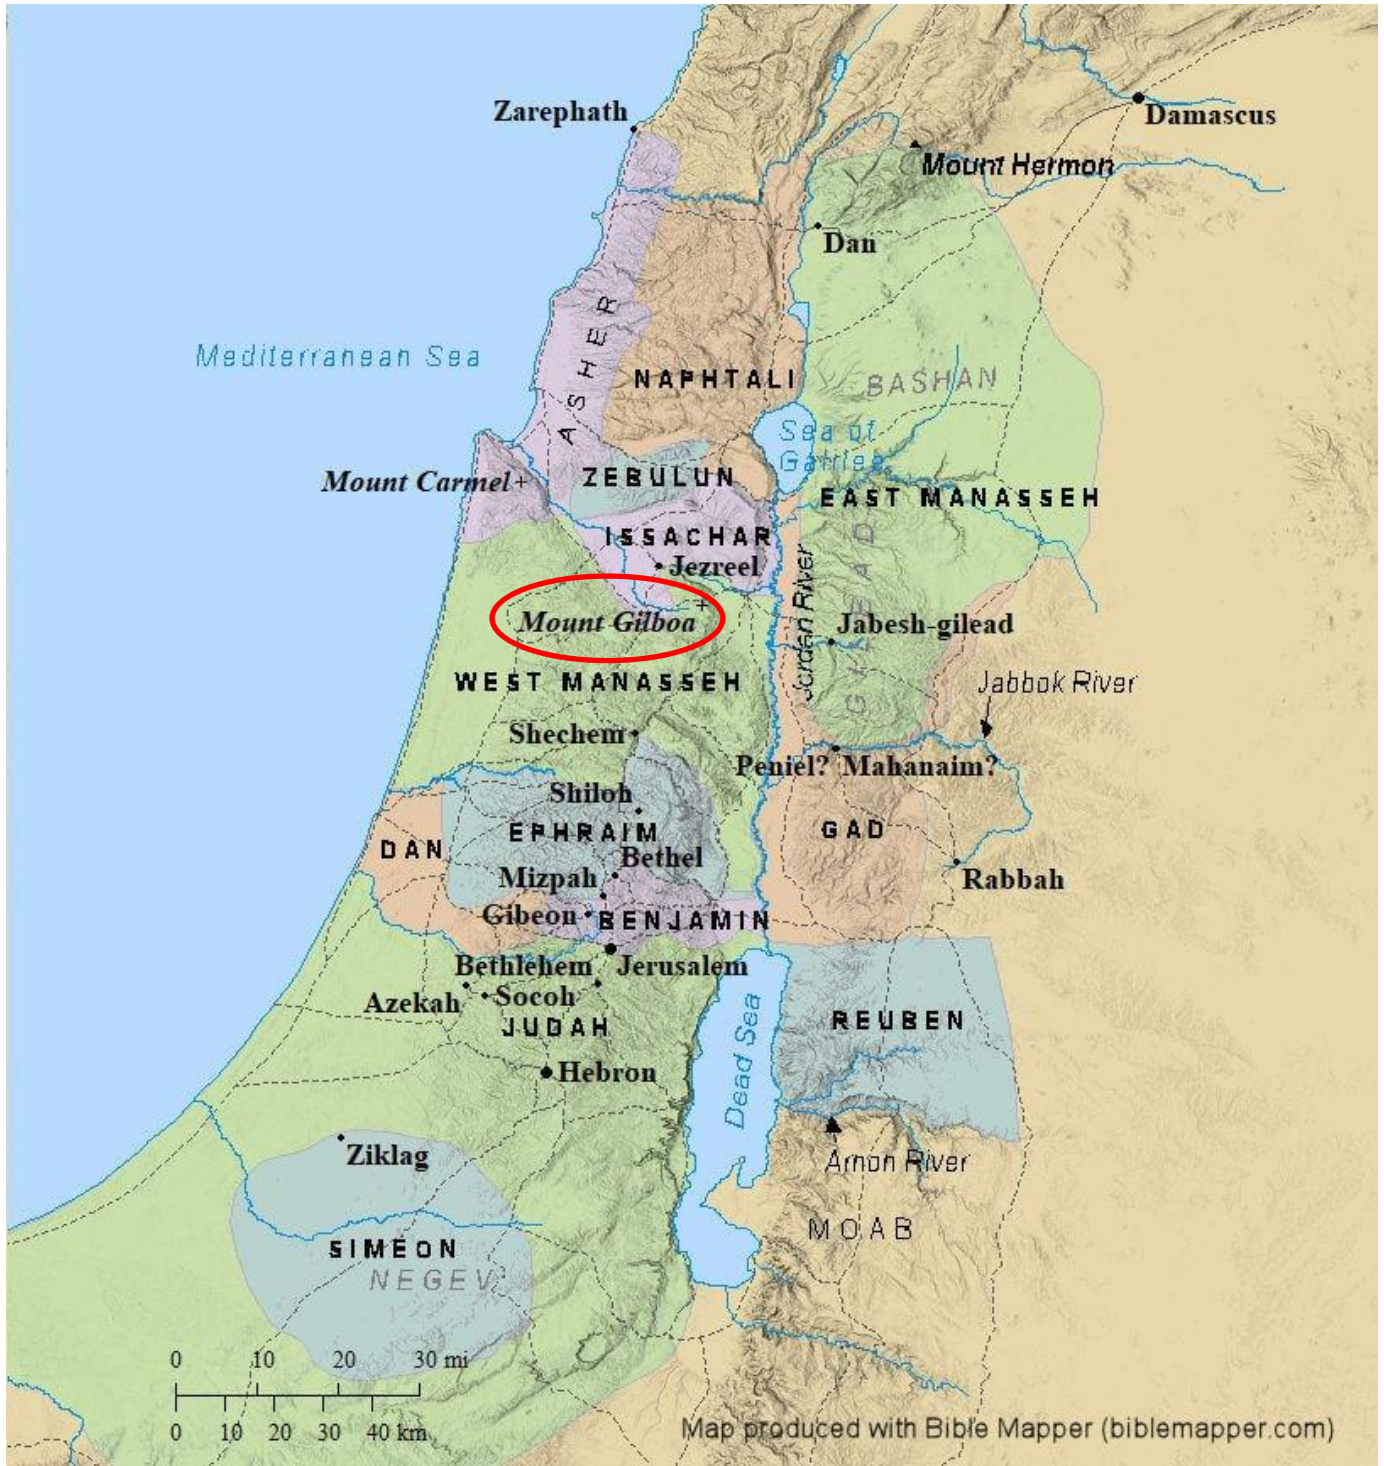 Zarephath
Damascus
Mount Hermon
Dan
ASHER
Mediterranean Sea
NAPHTALI
BASHAN
Sea of
Galilee
ZEBULUN
Mount Carmel
EAST MANASSEH
ISSACHAR
Jezreel
GILEAD
Jordan River
Mount Gilboa
Jabesh-gilead
WEST MANASSEH
Jabbok River
Shechem
Peniel?
Mahanaim?
Shiloh
EPHRAIM
GAD
DAN
Bethel
Mizpah
Rabbah
Gibeon
BENJAMIN
Bethlehem
Jerusalem
Azekah
Socoh
JUDAH
REUBEN
Dead Sea
Hebron
Ziklag
Arnon River
MOAB
SIMEON
NEGEV
0 10 20 30 mi
0 10 20 30 40 km
Map produced with Bible Mapper (biblemapper.com)